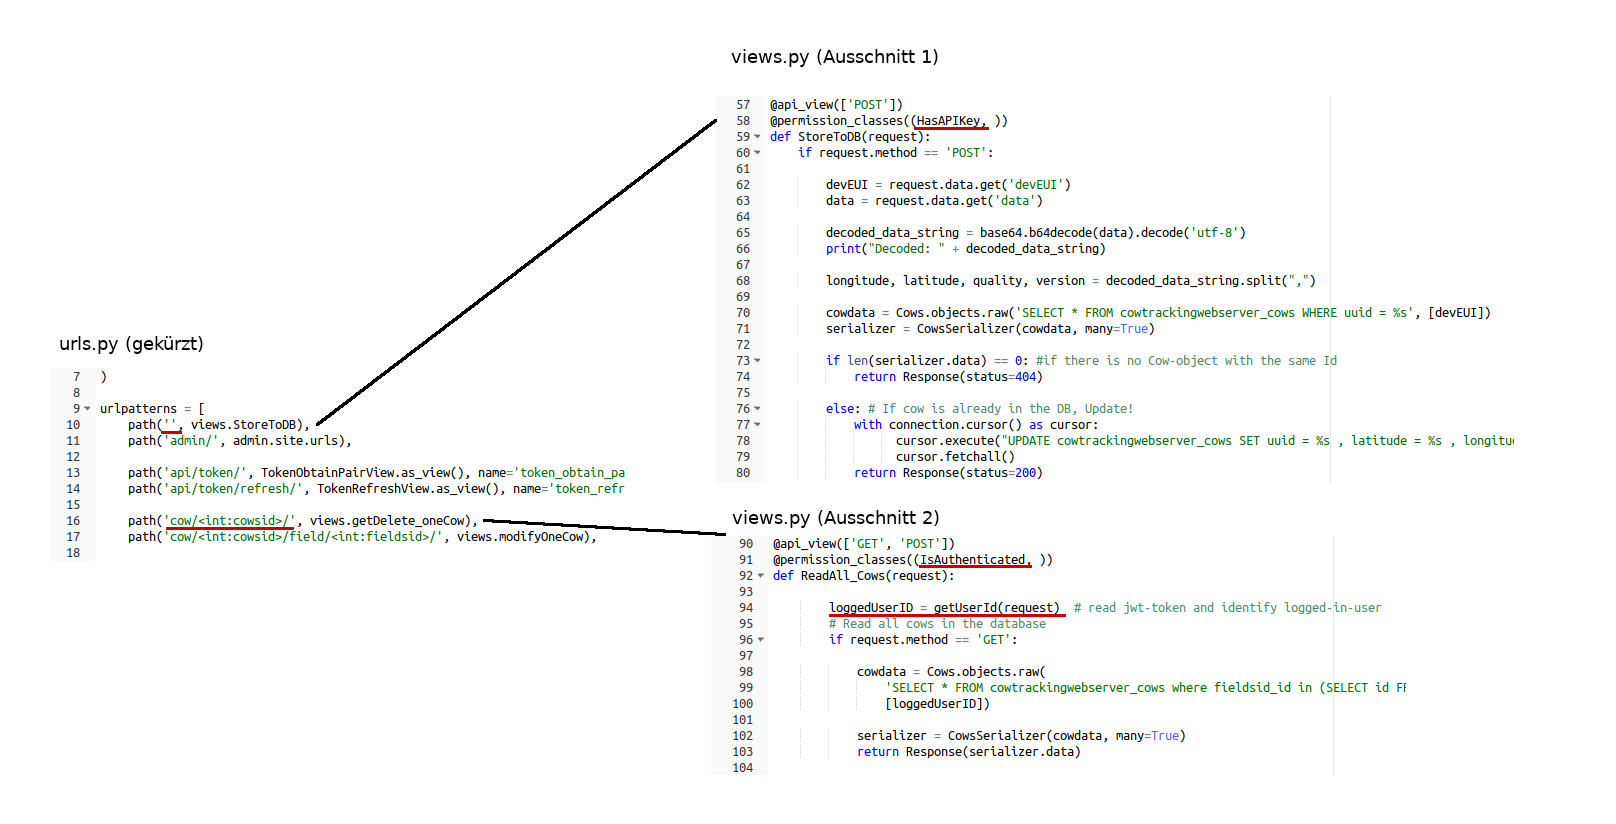 views.py (Ausschnitt 1)
57 @api_view(['POST'])
58 @permission_classes((HasAPIKey, ))
59 def StoreToDB(request):
60 if request.method == 'POST':
61
62 devEUI = request.data.get('devEUI')
63 data = request.data.get('data')
64
65 decoded_data_string = base64.b64decode(data).decode('utf-8')
66 print("Decoded: " + decoded_data_string)
67
68 longitude, latitude, quality, version = decoded_data_string.split(",")
69
70 cowdata = Cows.objects.raw('SELECT * FROM cowtrackingwebserver_cows WHERE uuid = %s', [devEUI])
71 serializer = CowsSerializer(cowdata, many=True)
72
73 if len(serializer.data) == 0: #if there is no Cow-object with the same Id
74 return Response(status=404)
75
76 else: # If cow is already in the DB, Update!
77 with connection.cursor() as cursor:
78 cursor.execute("UPDATE cowtrackingwebserver_cows SET uuid = %s , latitude = %s , longitu
79 cursor.fetchall()
80 return Response(status=200)
urls.py (gekürzt)
7 )
8
9 urlpatterns = [
10 path('', views.StoreToDB),
11 path('admin/', admin.site.urls),
12
13 path('api/token/', TokenObtainPairView.as_view(), name='token_obtain_pa
14 path('api/token/refresh/', TokenRefreshView.as_view(), name='token_refr
15
16 path('cow/<int:cowsid>/', views.getDelete_oneCow),
17 path('cow/<int:cowsid>/field/<int:fieldsid>/', views.modifyOneCow),
18
views.py (Ausschnitt 2)
90 @api_view(['GET', 'POST'])
91 @permission_classes((IsAuthenticated, ))
92 def ReadAll_Cows(request):
93
94 loggedUserID = getUserId(request) # read jwt-token and identify logged-in-user
95 # Read all cows in the database
96 if request.method == 'GET':
97
98 cowdata = Cows.objects.raw(
99 'SELECT * FROM cowtrackingwebserver_cows where fieldsid_id in (SELECT id FR
100 [loggedUserID])
101
102 serializer = CowsSerializer(cowdata, many=True)
103 return Response(serializer.data)
104